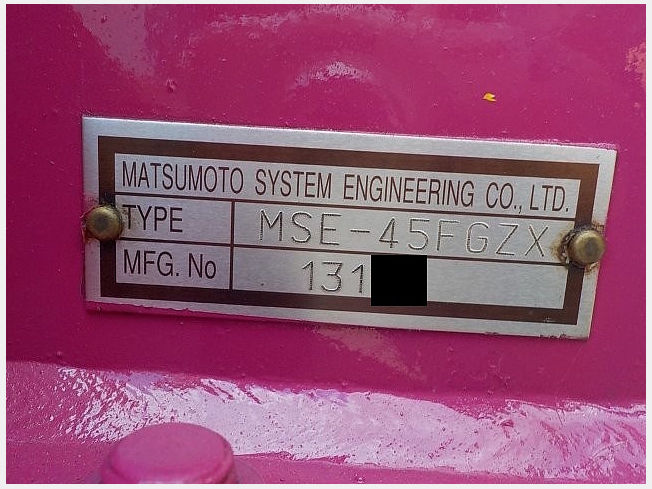 MATSUMOTO SYSTEM ENGINEERING CO., LTD.
TYPE MSE-45FGZX
MFG. No 131